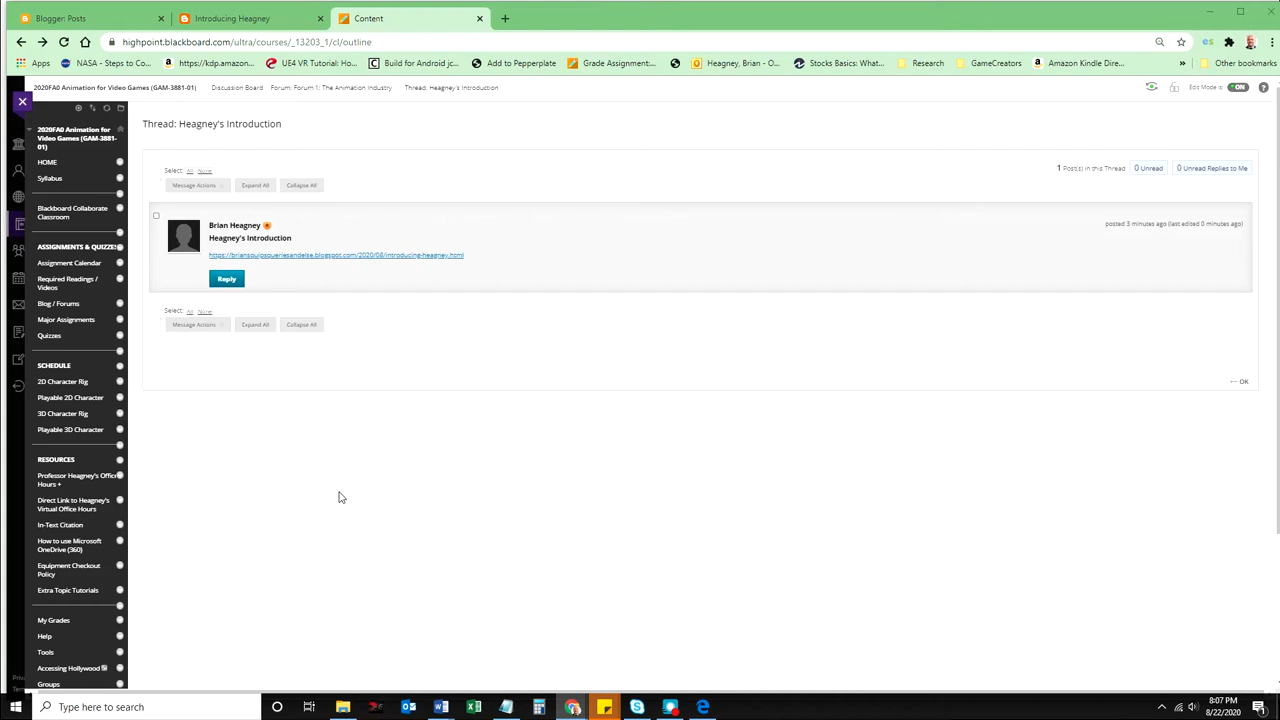 Blogger: Posts
Introducing Heagney
Content
highpoint.blackboard.com/ultra/courses/_13203_1/cl/outline
Apps
NASA - Steps to Co...
https://kdp.amazon...
UE4 VR Tutorial: Ho...
Build for Android ,...
Add to Pepperplate
Grade Assignment:...
Heagney, Brian - O...
Stocks Basics: What...
Research
GameCreators
Amazon Kindle Dire...
Other bookmarks
2020FA0 Animation for Video Games (GAM-3881-01)
Discussion Board
Forum: Forum 1: The Animation Industry
Thread: Heagney's Introduction
Edit Mode is:
ON
2020FA0 Animation for
Video Games (GAM-3881-
01)
HOME
Syllabus
Blackboard Collaborate
Classroom
ASSIGNMENTS & QUIZZES
Assignment Calendar
Required Readings /
Videos
Blog / Forums
Major Assignments
Quizzes
SCHEDULE
2D Character Rig
Playable 2D Character
3D Character Rig
Playable 3D Character
RESOURCES
Professor Heagney's Office
Hours +
Direct Link to Heagney's
Virtual Office Hours
In-Text Citation
How to use Microsoft
OneDrive (360)
Equipment Checkout
Policy
Extra Topic Tutorials
My Grades
Help
Tools
Accessing Hollywood
Groups
Priva
Term
Thread: Heagney's Introduction
Select: All None
Message Actions
Expand All
Collapse All
1 Post(s) in this Thread
0 Unread
0 Unread Replies to Me
Brian Heagney
posted 3 minutes ago (last edited 0 minutes ago)
Heagney's Introduction
https://briansquipsqueriesandelse.blogspot.com/2020/08/introducing-heagney.html
Reply
Select: All None
Message Actions
Expand All
Collapse All
← OK
Type here to search
8:07 PM
8/22/2020